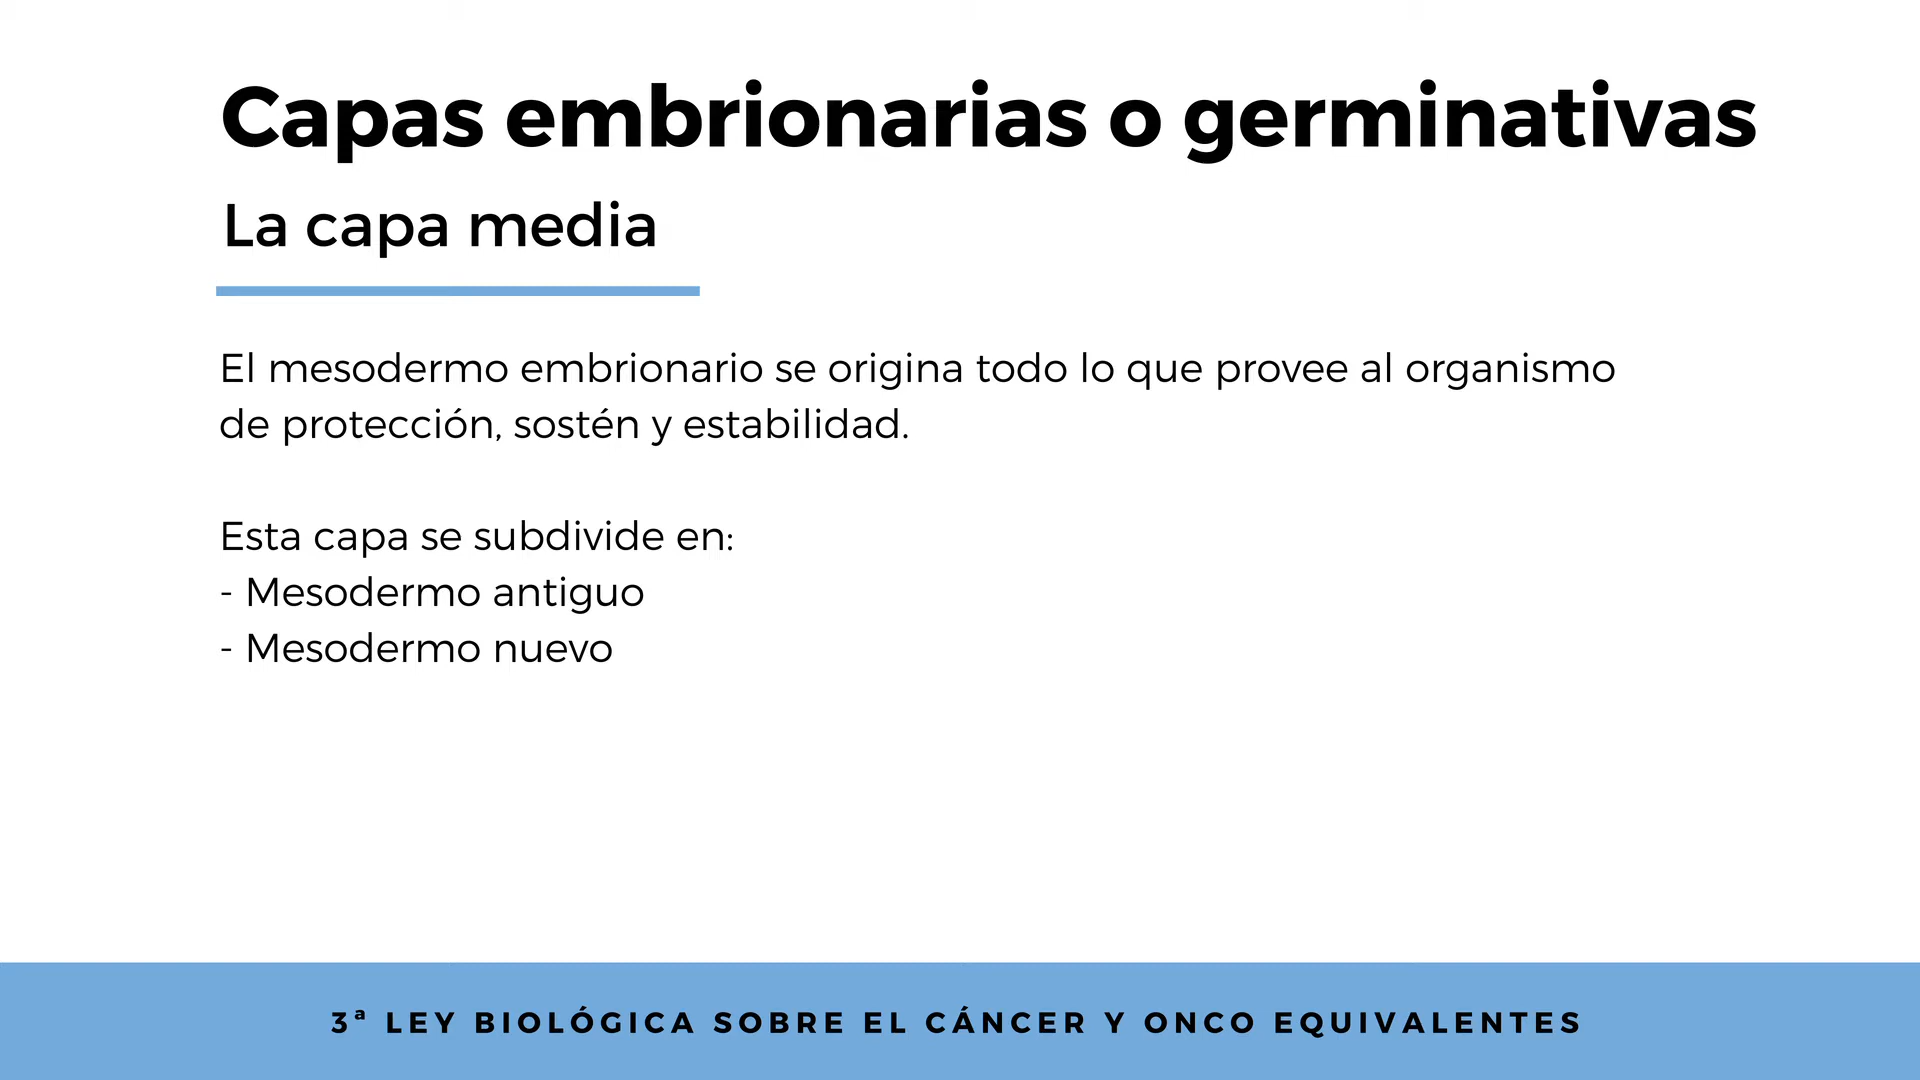 Capas embrionarias o germinativas
La capa media
El mesodermo embrionario se origina todo lo que provee al organismo
de protección, sostén y estabilidad.
Esta capa se subdivide en:
- Mesodermo antiguo
- Mesodermo nuevo
3ª LEY BIOLÓGICA SOBRE EL CÁNCER Y ONCO EQUIVALENTES